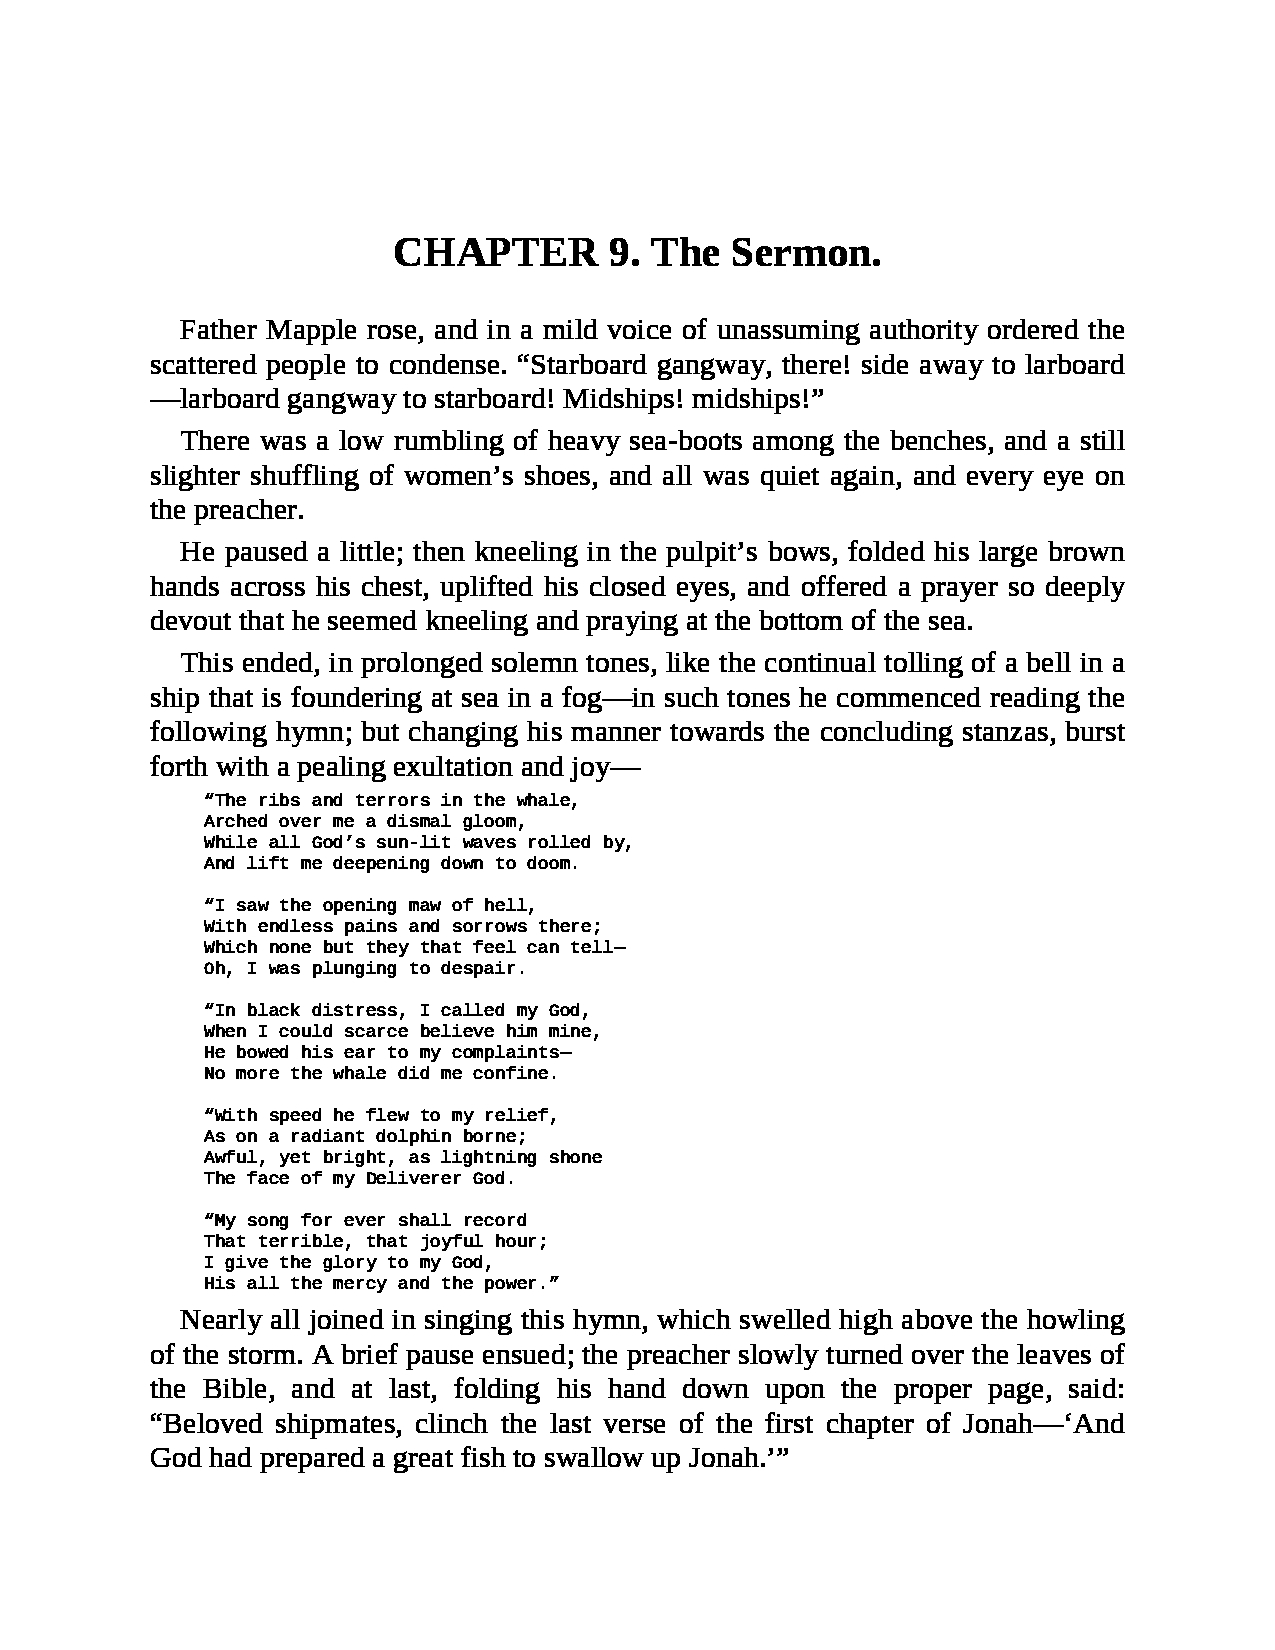 CHAPTER 9. The Sermon.
Father Mapple rose, and in a mild voice of unassuming authority ordered the
scattered people to condense. “Starboard gangway, there! side away to larboard
—larboard gangway to starboard! Midships! midships!”
There was a low rumbling of heavy sea-boots among the benches, and a still
slighter shuffling of women’s shoes, and all was quiet again, and every eye on
the preacher.
He paused a little; then kneeling in the pulpit’s bows, folded his large brown
hands across his chest, uplifted his closed eyes, and offered a prayer so deeply
devout that he seemed kneeling and praying at the bottom of the sea.
This ended, in prolonged solemn tones, like the continual tolling of a bell in a
ship that is foundering at sea in a fog—in such tones he commenced reading the
following hymn; but changing his manner towards the concluding stanzas, burst
forth with a pealing exultation and joy—
“The ribs and terrors in the whale,
Arched over me a dismal gloom,
While all God’s sun-lit waves rolled by,
And lift me deepening down to doom.
“I saw the opening maw of hell,
With endless pains and sorrows there;
Which none but they that feel can tell—
Oh, I was plunging to despair.
“In black distress, I called my God,
When I could scarce believe him mine,
He bowed his ear to my complaints—
No more the whale did me confine.
“With speed he flew to my relief,
As on a radiant dolphin borne;
Awful, yet bright, as lightning shone
The face of my Deliverer God.
“My song for ever shall record
That terrible, that joyful hour;
I give the glory to my God,
His all the mercy and the power.”
Nearly all joined in singing this hymn, which swelled high above the howling
of the storm. A brief pause ensued; the preacher slowly turned over the leaves of
the Bible, and at last, folding his hand down upon the proper page, said:
“Beloved shipmates, clinch the last verse of the first chapter of Jonah—‘And
God had prepared a great fish to swallow up Jonah.’”